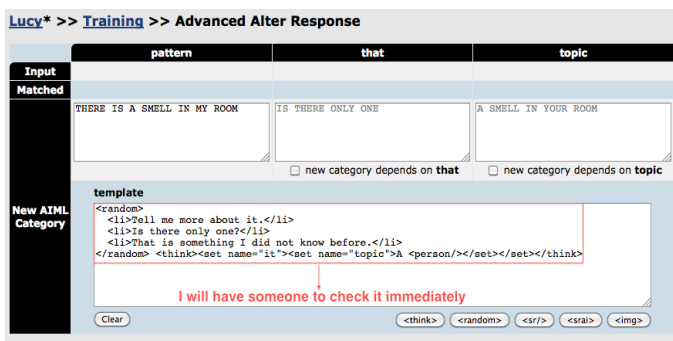 Lucy* >> Training >> Advanced Alter Response
pattern that topic
Input
Matched
THERE IS A SMELL IN MY ROOM IS THERE ONLY ONE A SMELL IN YOUR ROOM
new category depends on that new category depends on topic
template
New AIML
Category
<random>
<li>Tell me more about it.</li>
<li>Is there only one?</li>
<li>That is something I did not know before.</li>
</random> <think><set name="it"><set name="topic">A <person/></set></set></think>
I will have someone to check it immediately
Clear <think> <random> <sr/> <srai> <img>